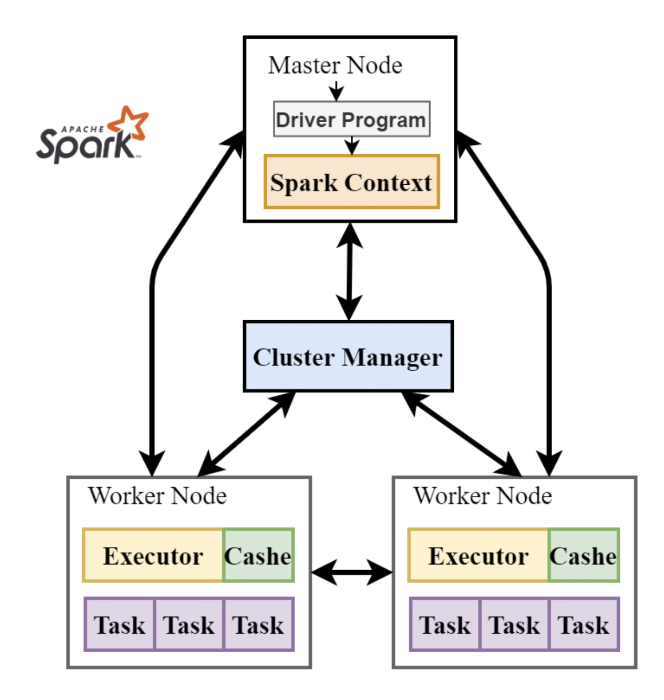 Master Node
Driver Program
APACHE
Spark
Spark Context
Cluster Manager
Worker Node
Executor Cashe
Task Task Task
Worker Node
Executor Cashe
Task Task Task